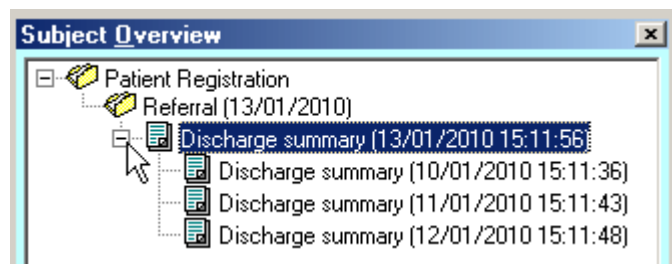 Subject Overview
Patient Registration
Referral (13/01/2010)
Discharge summary (13/01/2010 15:11:56)
Discharge summary (10/01/2010 15:11:36)
Discharge summary (11/01/2010 15:11:43)
Discharge summary (12/01/2010 15:11:48)